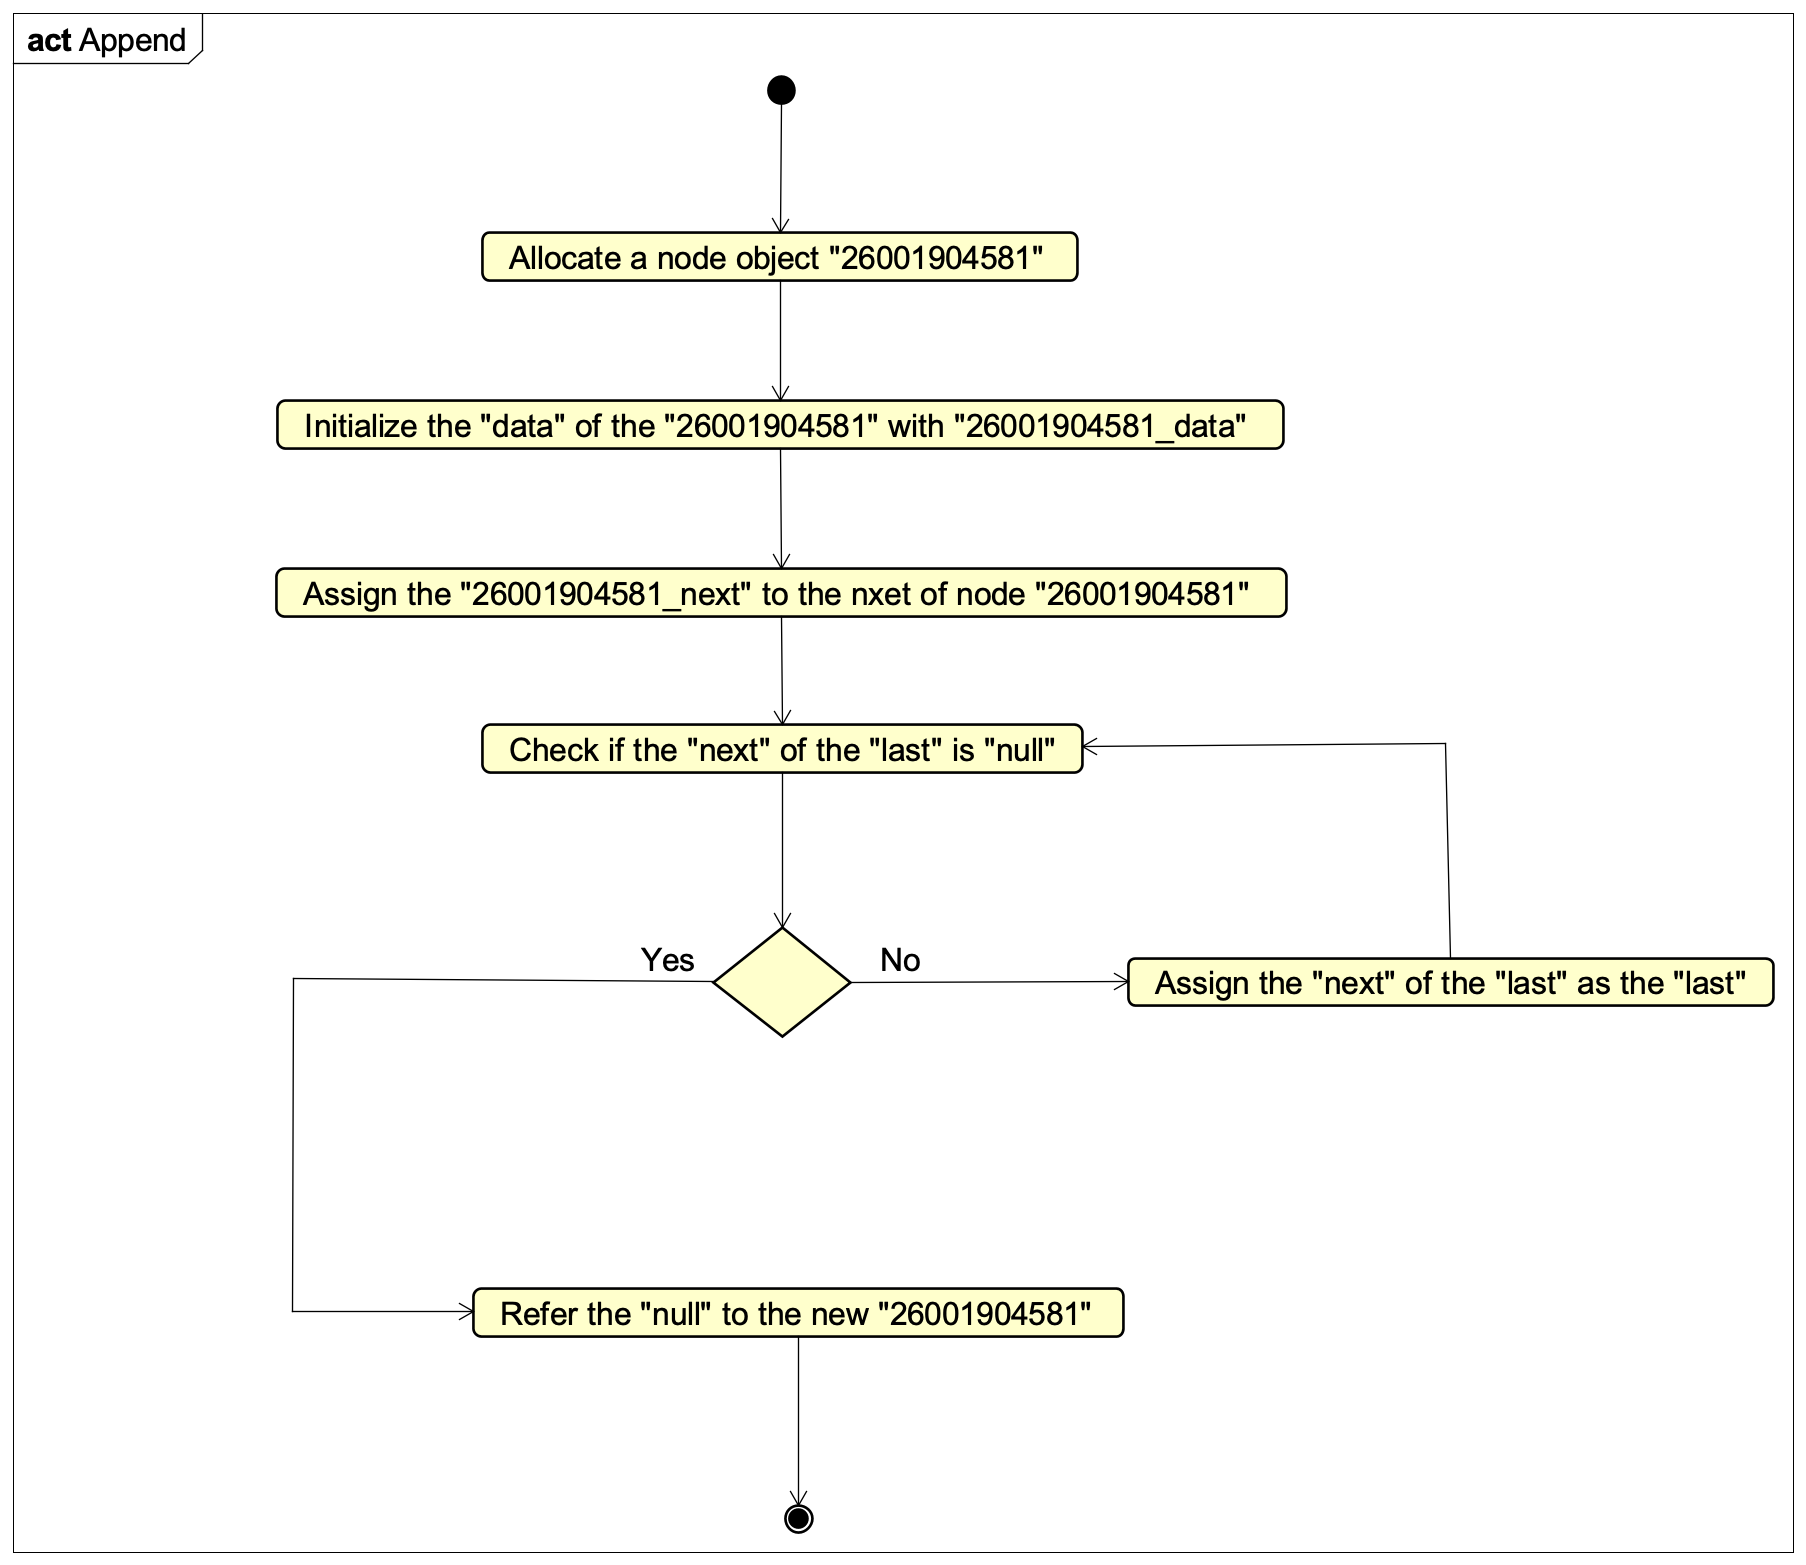 act Append
Allocate a node object "26001904581"
Initialize the "data" of the "26001904581" with "26001904581_data"
Assign the "26001904581_next" to the nxet of node "26001904581"
Check if the "next" of the "last" is "null"
Yes
No
Assign the "next" of the "last" as the "last"
Refer the "null" to the new "26001904581"